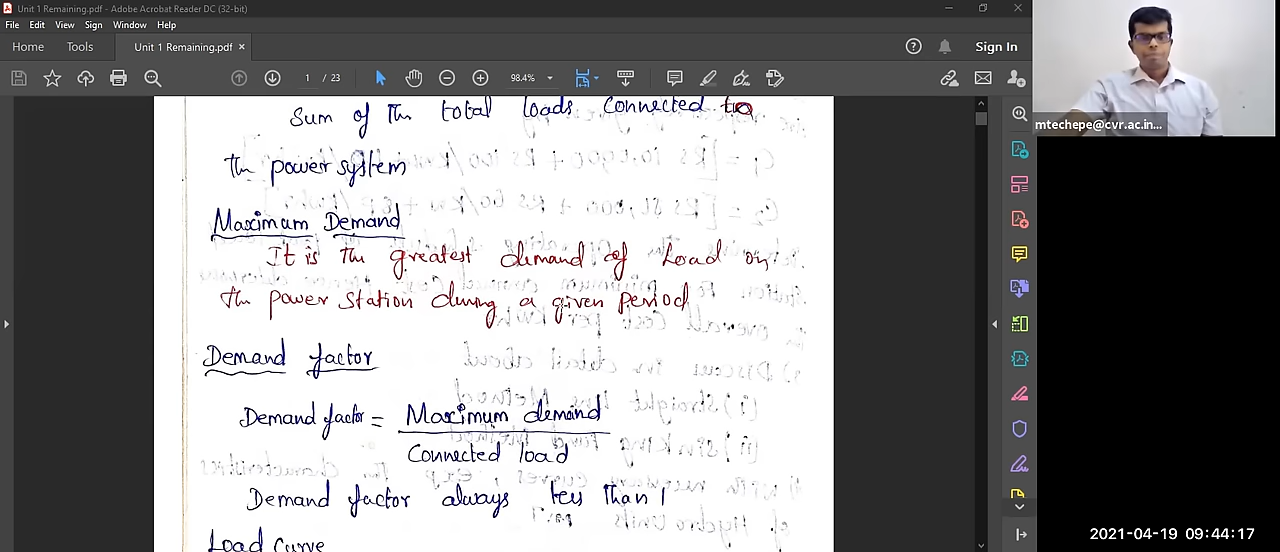 Unit 1 Remaining.pdf - Adobe Acrobat Reader DC (32-bit)
File Edit View Sign Window Help
Home Tools Unit 1 Remaining.pdf × Sign In
1 / 23 98.4%
Sum of the total loads connected to
the power system
Maximum Demand
It is the greatest demand of load on
the power station during a given period
Demand factor
Demand factor = Maximum demand
Connected load
Demand factor always less than 1
Load curve
mtechepe@cvr.ac.in...
2021-04-19 09:44:17